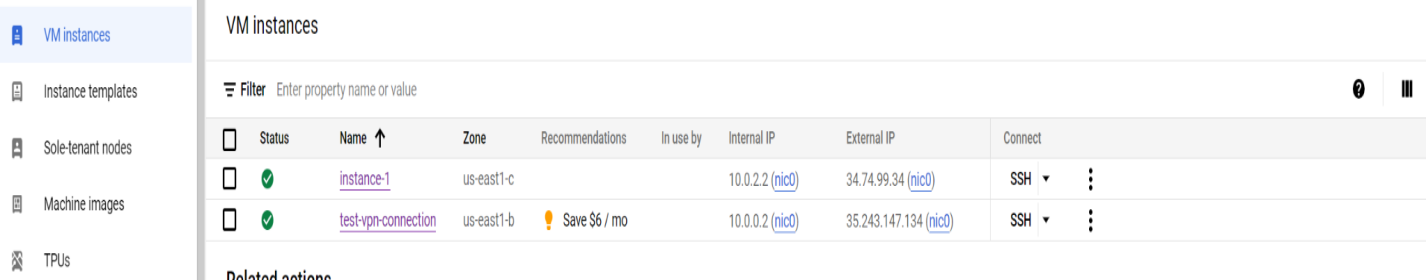 VM instances
Instance templates
Sole-tenant nodes
Machine images
TPUs
VM instances
Filter Enter property name or value
Status Name Zone Recommendations In use by Internal IP External IP Connect
instance-1 us-east1-c 10.0.2.2 (nic0) 34.74.99.34 (nic0) SSH
test-vpn-connection us-east1-b Save $6 / mo 10.0.0.2 (nic0) 35.243.147.134 (nic0) SSH
Related actions